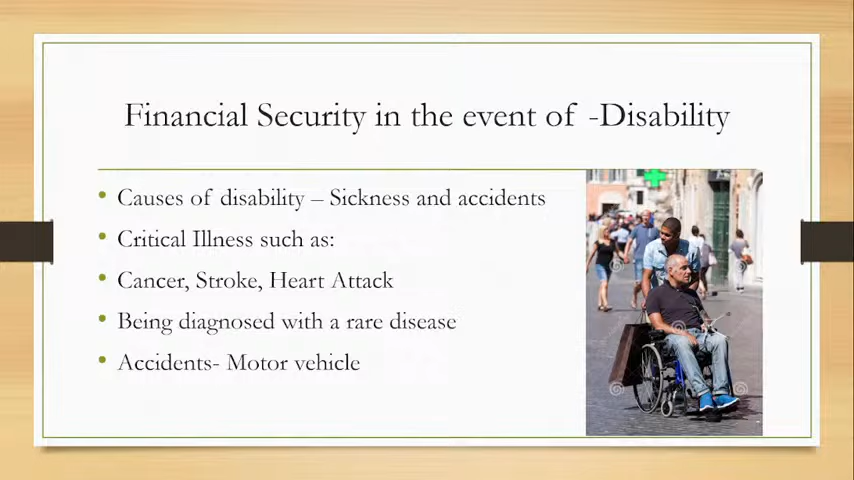 Financial Security in the event of -Disability
• Causes of disability – Sickness and accidents
• Critical Illness such as:
• Cancer, Stroke, Heart Attack
• Being diagnosed with a rare disease
• Accidents- Motor vehicle